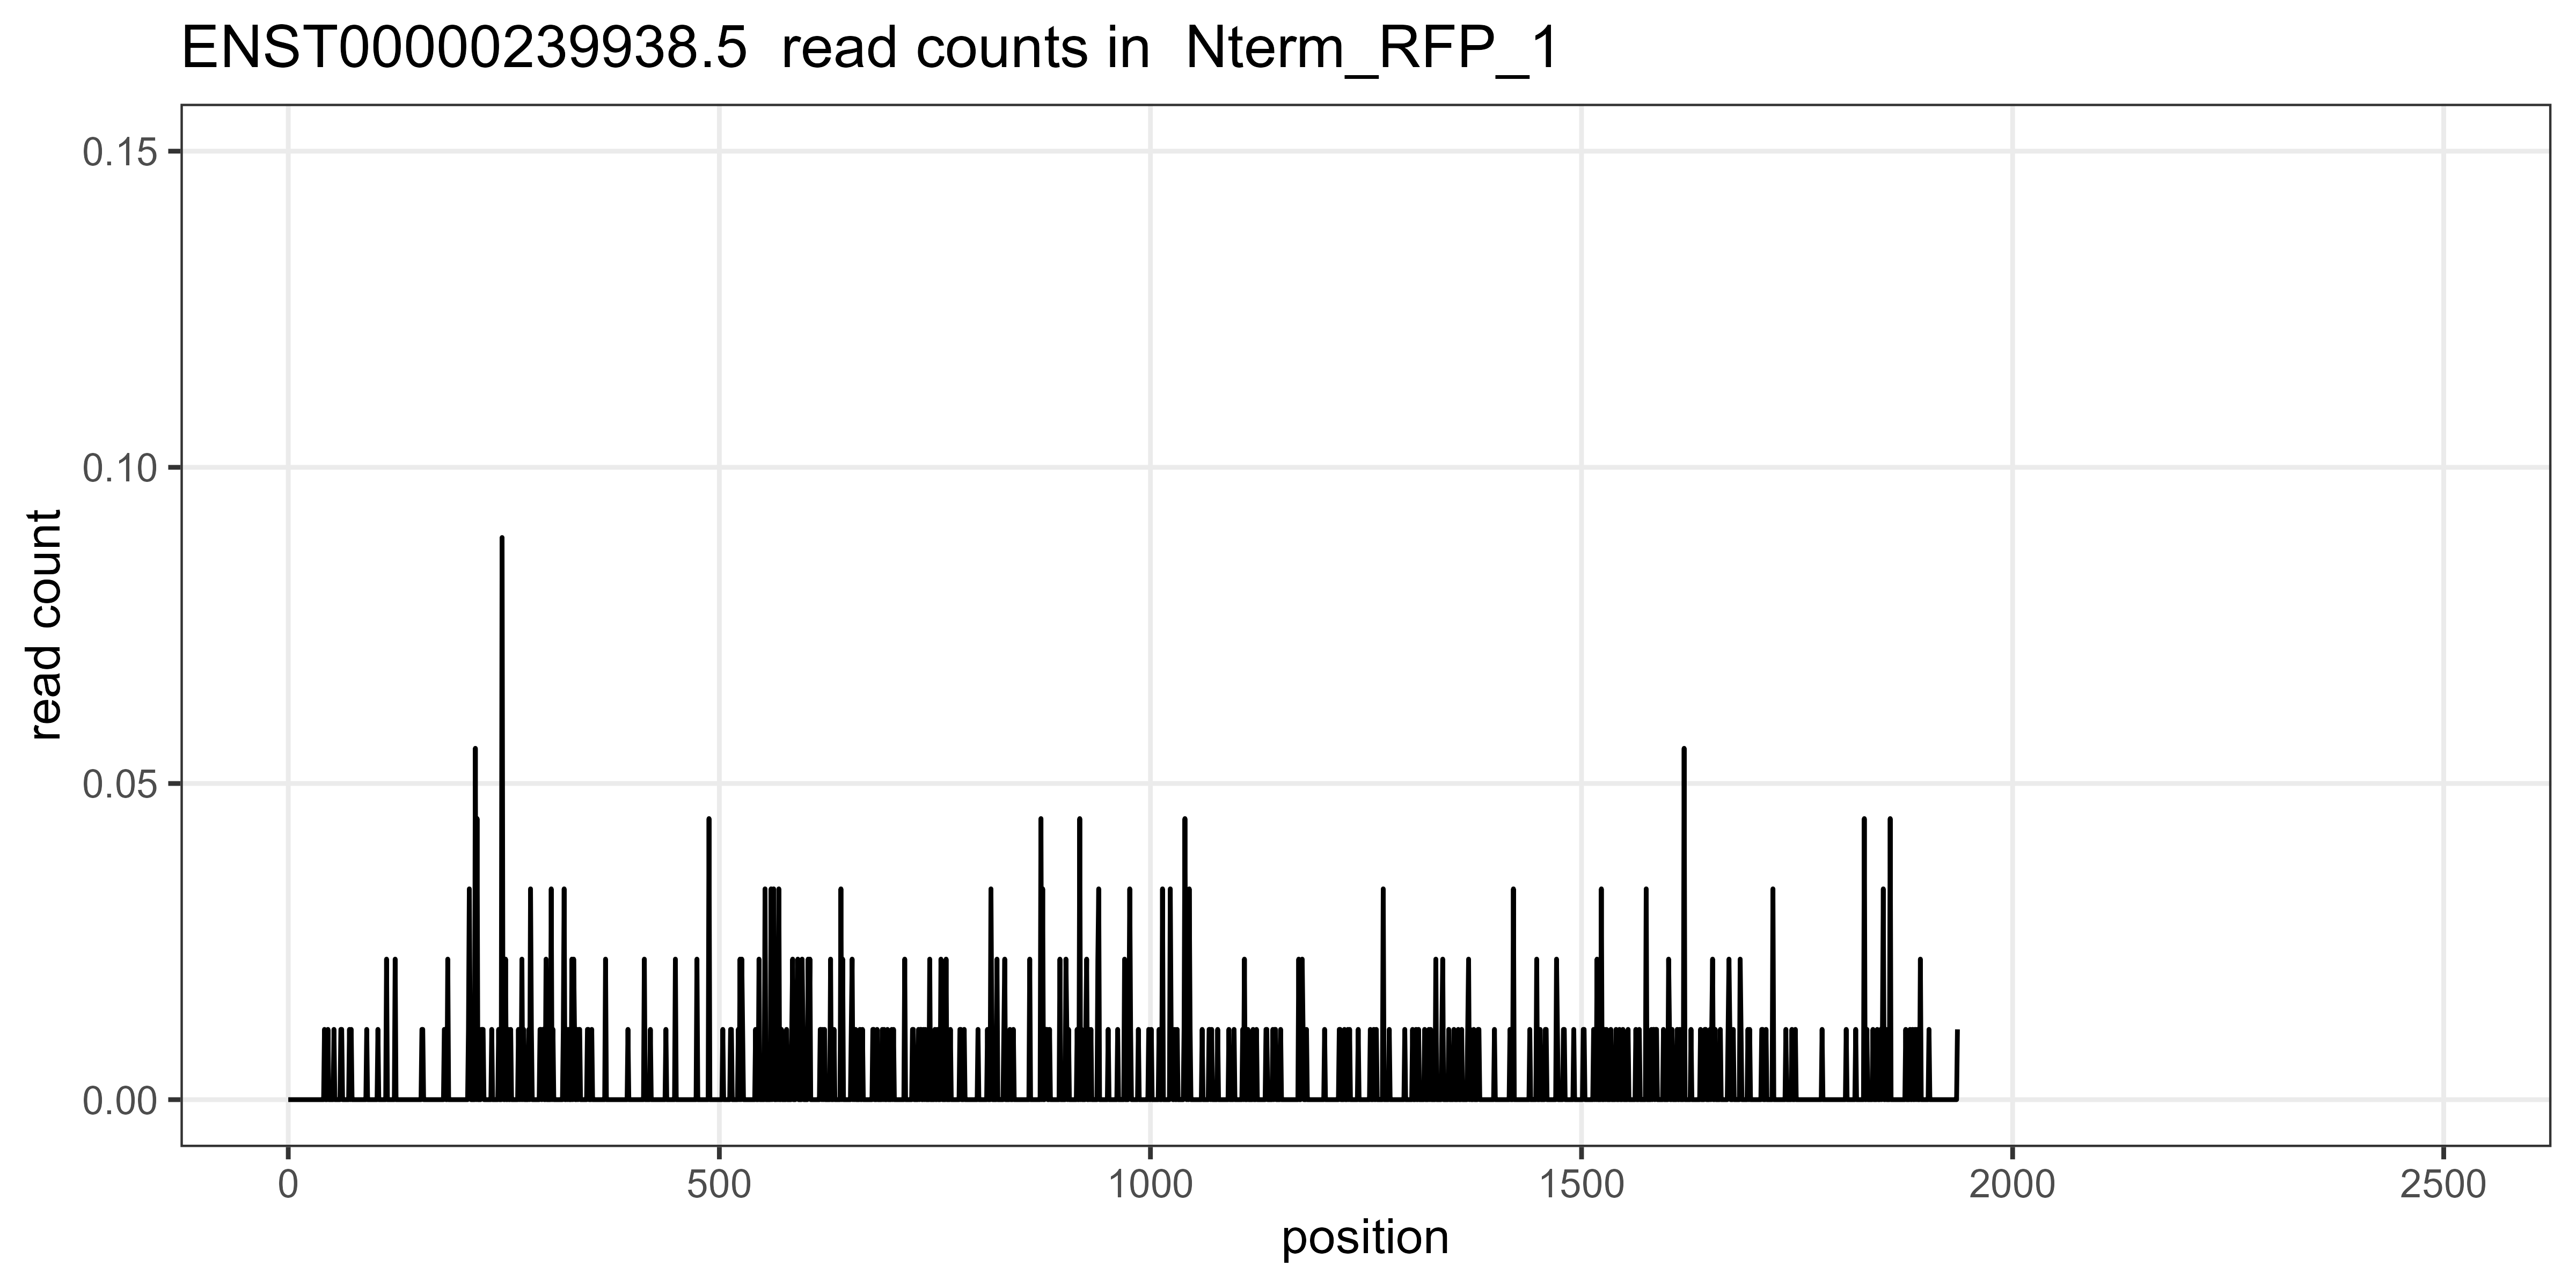 ENST00000239938.5  read counts in  Nterm_RFP_1
0.15
0.10
0.05
0.00
read count
0 500 1000 1500 2000 2500
position